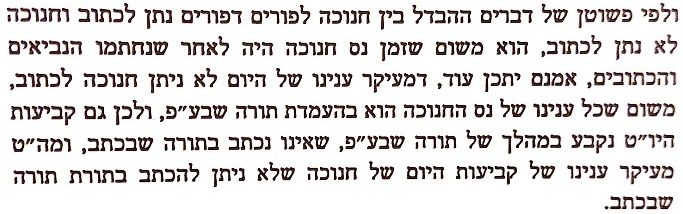 ולפי פשוטן של דברים ההבדל בין חנוכה לפורים דפורים נתן לכתוב וחנוכה
לא נתן לכתוב, הוא משום שזמן נס חנוכה היה לאחר שנחתמו הנביאים
והכתובים, אמנם יתכן עוד, דמעיקר ענינו של היום לא ניתן חנוכה לכתוב,
משום שכל ענינו של נס החנוכה הוא בהעמדת תורה שבע״פ, ולכן גם קביעות
היו״ט נקבע במהלך של תורה שבע״פ, שאינו נכתב בתורה שבכתב, ומה״ט
מעיקר ענינו של קביעות היום של חנוכה שלא ניתן להכתב בתורת תורה
שבכתב.